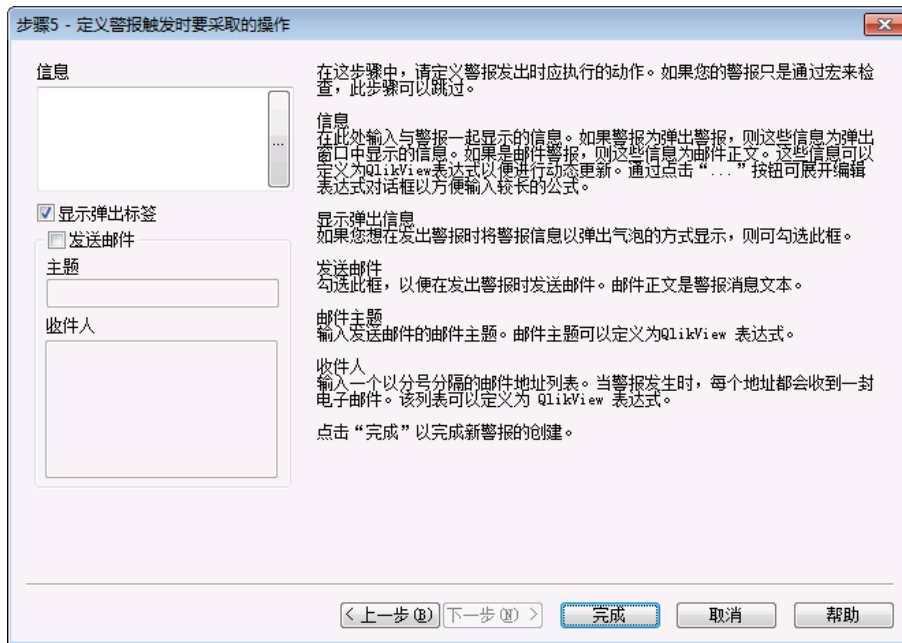 步骤5 - 定义警报触发时要采取的操作
信息
...
显示弹出标签
发送邮件
主题
收件人
在这步骤中，请定义警报发出时应执行的动作。如果您的警报只是通过宏来检
查，此步骤可以跳过。
信息
在此处输入与警报一起显示的信息。如果警报为弹出警报，则这些信息为弹出
窗口中显示的信息。如果是邮件警报，则这些信息为邮件正文。这些信息可以
定义为QlikView表达式以便进行动态更新。通过点击“...”按钮可展开编辑
表达式对话框以方便输入较长的公式。
显示弹出信息
如果您想在发出警报时将警报信息以弹出气泡的方式显示，则可勾选此框。
发送邮件
勾选此框，以便在发出警报时发送邮件。邮件正文是警报消息文本。
邮件主题
输入发送邮件的邮件主题。邮件主题可以定义为QlikView 表达式。
收件人
输入一个以分号分隔的邮件地址列表。当警报发生时，每个地址都会收到一封
电子邮件。该列表可以定义为 QlikView 表达式。
点击“完成”以完成新警报的创建。
< 上一步(B) 下一步(N) > 完成 取消 帮助